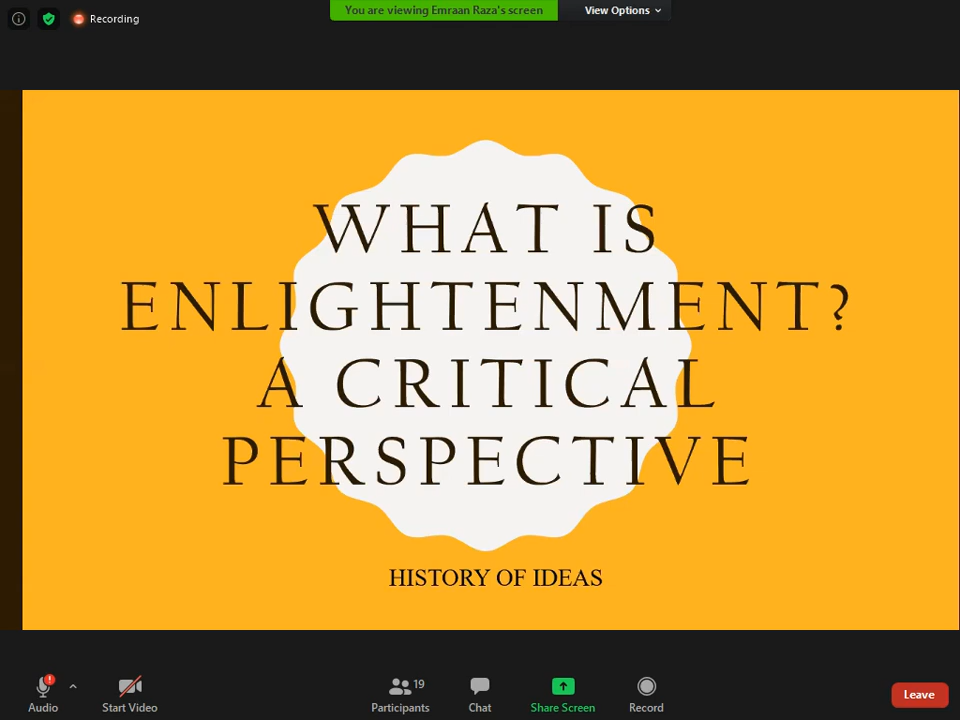 Recording
You are viewing Emraan Raza's screen
View Options
WHAT IS
ENLIGHTENMENT?
A CRITICAL
PERSPECTIVE
HISTORY OF IDEAS
Audio
Start Video
Participants
19
Chat
Share Screen
Record
Leave